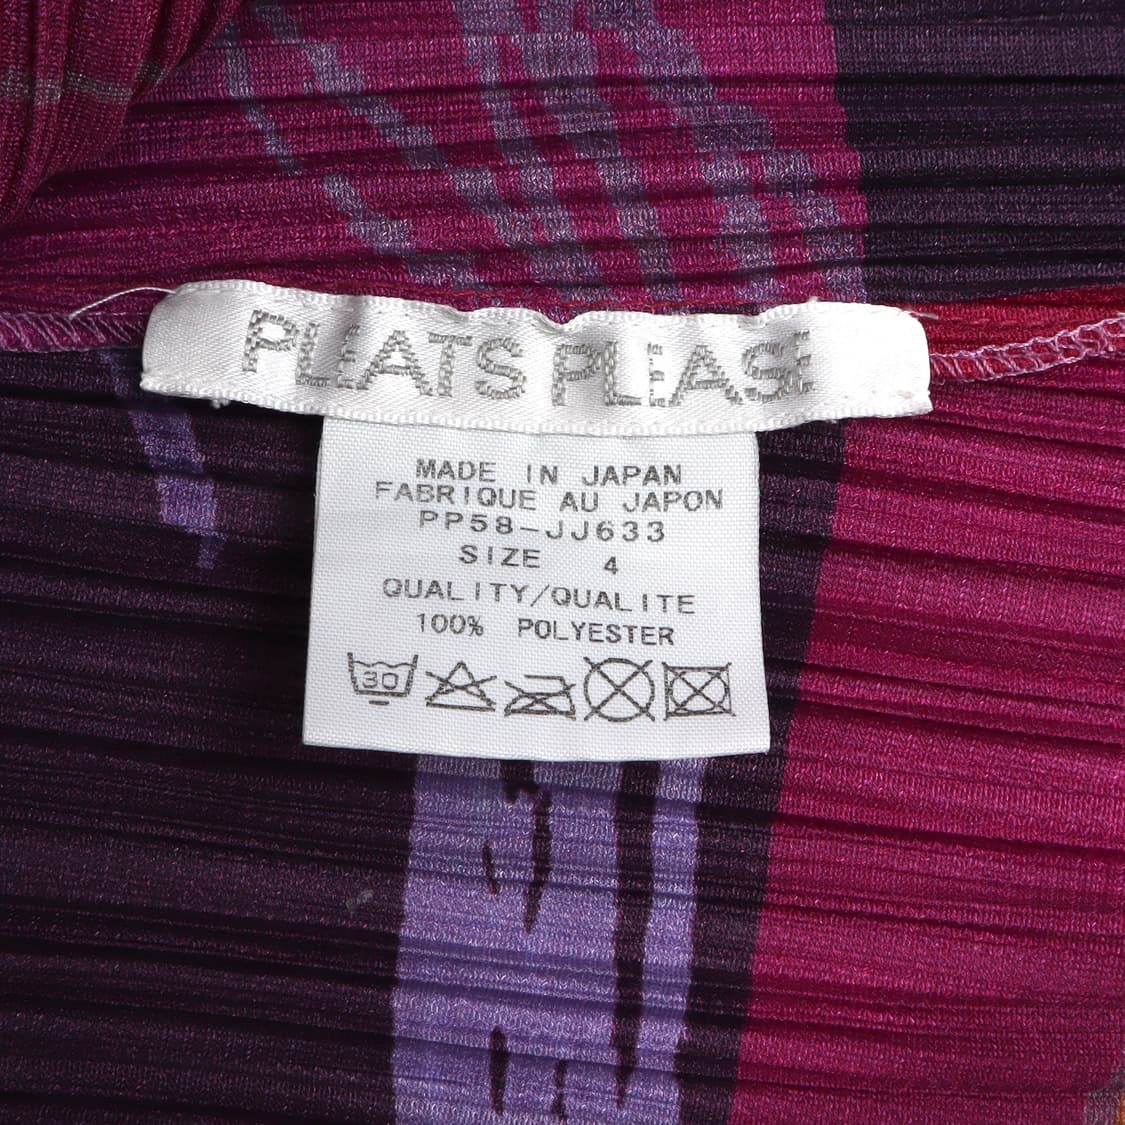 PLEATS PLEASE
MADE IN JAPAN
FABRIQUE AU JAPON
PP58-JJ633
SIZE 4
QUALITY/QUALITE
100% POLYESTER
30